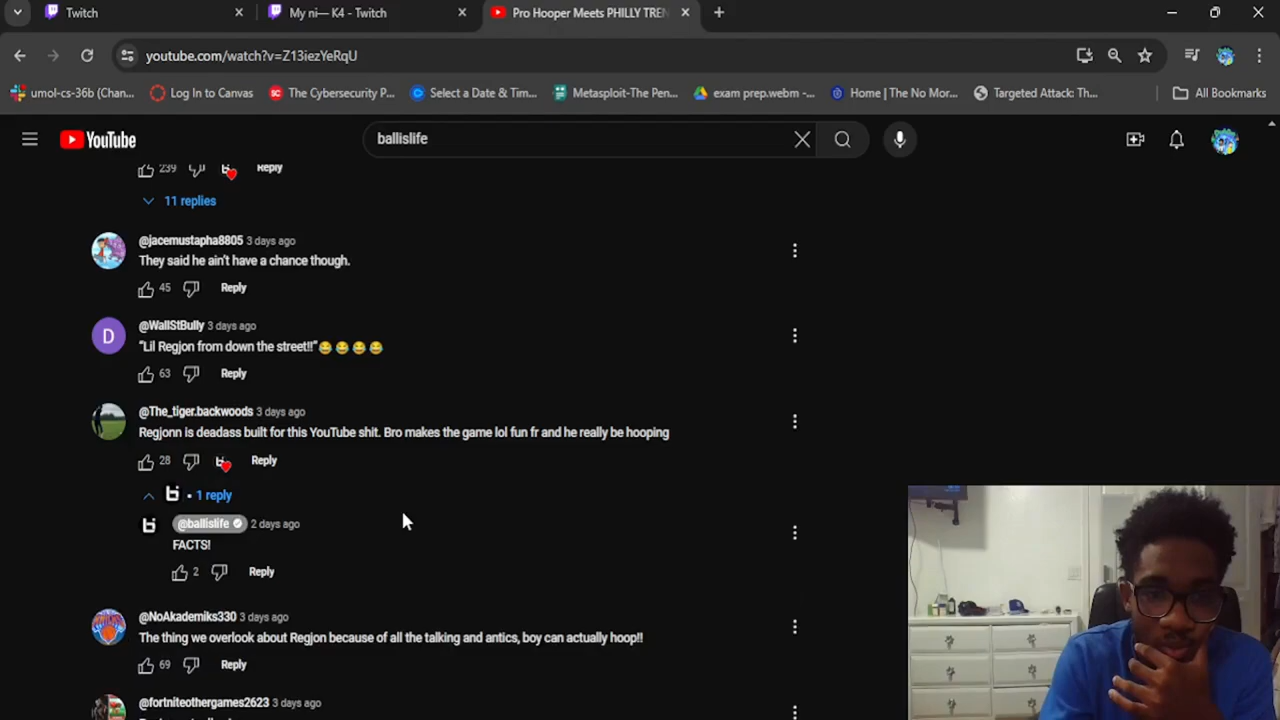 Twitch
My ni— K4 - Twitch
Pro Hooper Meets PHILLY TREN
youtube.com/watch?v=Z13iezYeRqU
umol-cs-36b (Chan...
Log In to Canvas
The Cybersecurity P...
Select a Date & Tim...
Metasploit-The Pen...
exam prep.webm -...
Home | The No Mor...
Targeted Attack: Th...
All Bookmarks
YouTube
ballislife
239
Reply
11 replies
@jacemustapha8805 3 days ago
They said he ain't have a chance though.
45
Reply
D
@WallStBully 3 days ago
“Lil Regjon from down the street!!”😂😂😂😂
63
Reply
@The_tiger.backwoods 3 days ago
Regjonn is deadass built for this YouTube shit. Bro makes the game lol fun fr and he really be hooping
28
Reply
• 1 reply
@ballislife 2 days ago
FACTS!
2
Reply
@NoAkademiks330 3 days ago
The thing we overlook about Regjon because of all the talking and antics, boy can actually hoop!!
69
Reply
@fortniteothergames2623 3 days ago